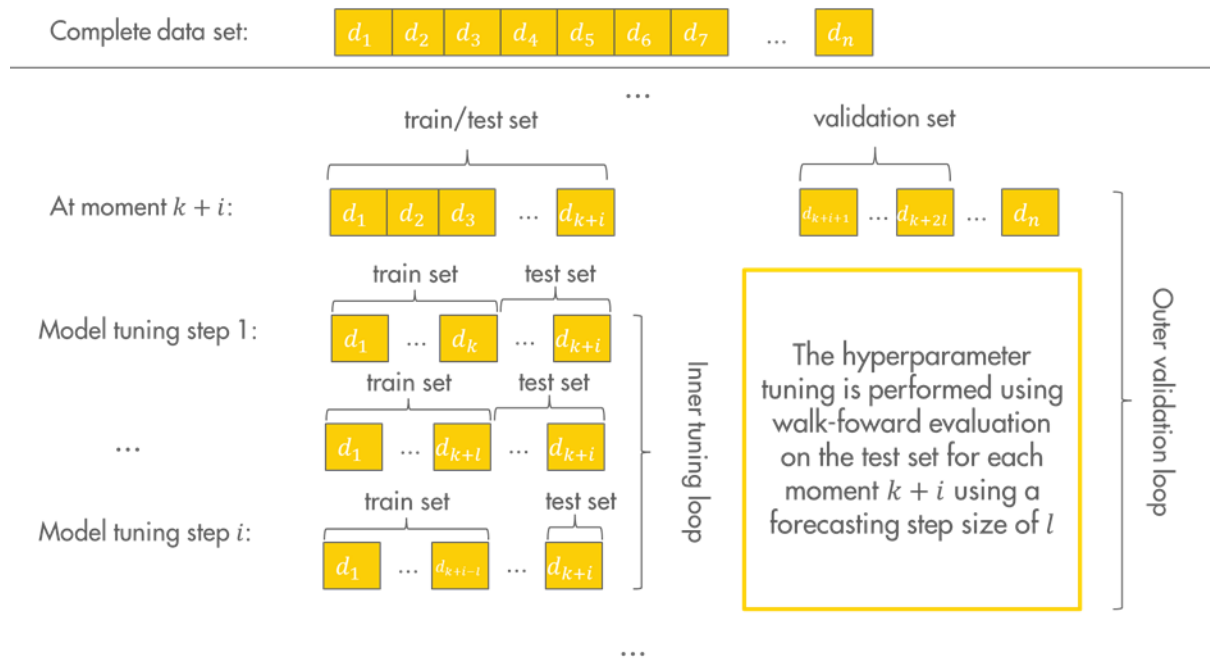 Complete data set: d₁ d₂ d₃ d₄ d₅ d₆ d₇ ... dₙ
...
train/test set
validation set
At moment k + i: d₁ d₂ d₃ ... dₖ₊ᵢ dₖ₊ᵢ₊₁ ... dₖ₊₂ₗ ... dₙ
train set test set
Model tuning step 1: d₁ ... dₖ ... dₖ₊ᵢ
train set test set
... d₁ ... dₖ₊ₗ ... dₖ₊ᵢ
train set test set
Model tuning step i: d₁ ... dₖ₊ᵢ₋ₗ ... dₖ₊ᵢ
Inner tuning loop
The hyperparameter
tuning is performed using
walk-foward evaluation
on the test set for each
moment k + i using a
forecasting step size of l
Outer validation loop
...